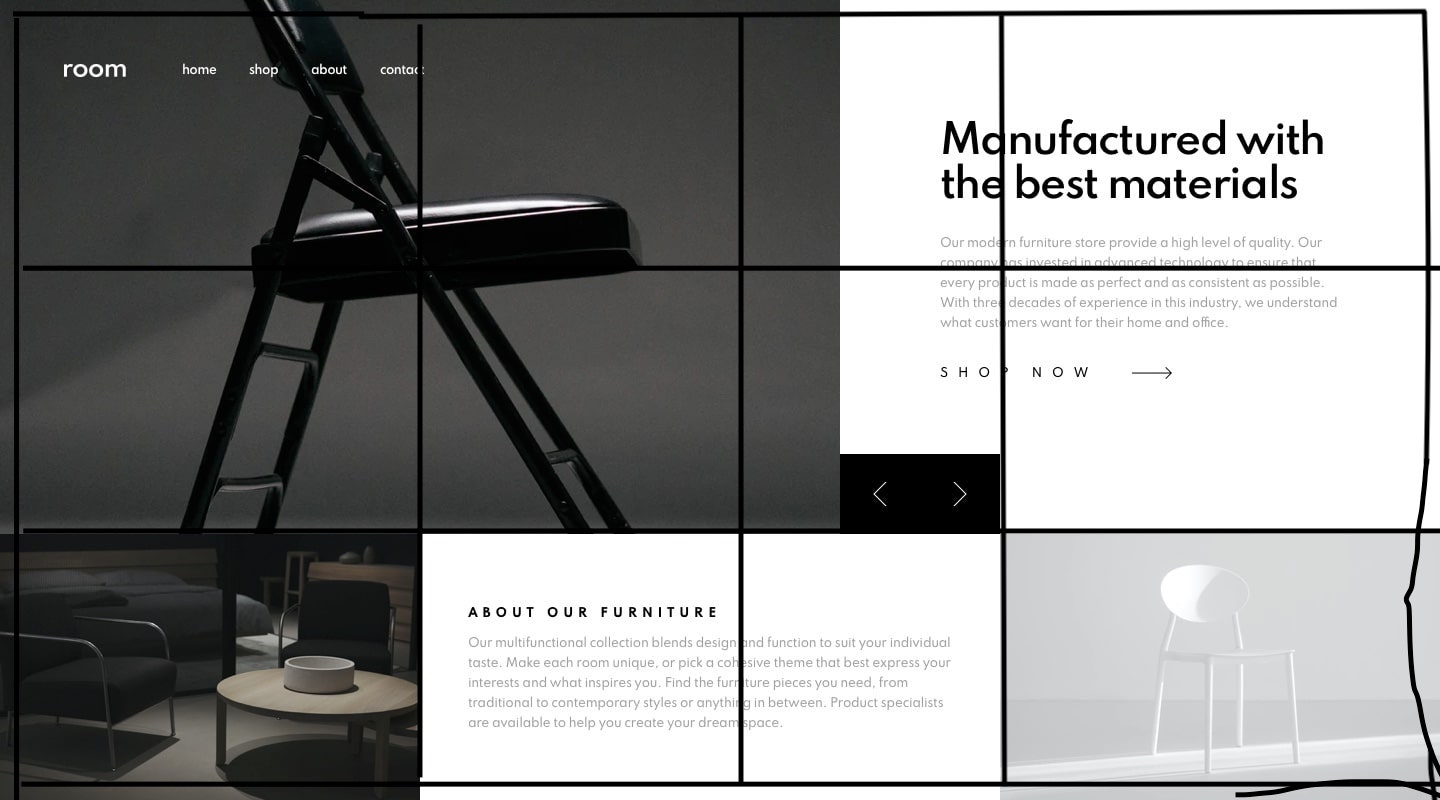 room home shop about contact
Manufactured with
the best materials
Our modern furniture store provide a high level of quality. Our
company has invested in advanced technology to ensure that
every product is made as perfect and as consistent as possible.
With three decades of experience in this industry, we understand
what customers want for their home and office.
SHOP NOW
ABOUT OUR FURNITURE
Our multifunctional collection blends design and function to suit your individual
taste. Make each room unique, or pick a cohesive theme that best express your
interests and what inspires you. Find the furniture pieces you need, from
traditional to contemporary styles or anything in between. Product specialists
are available to help you create your dream space.